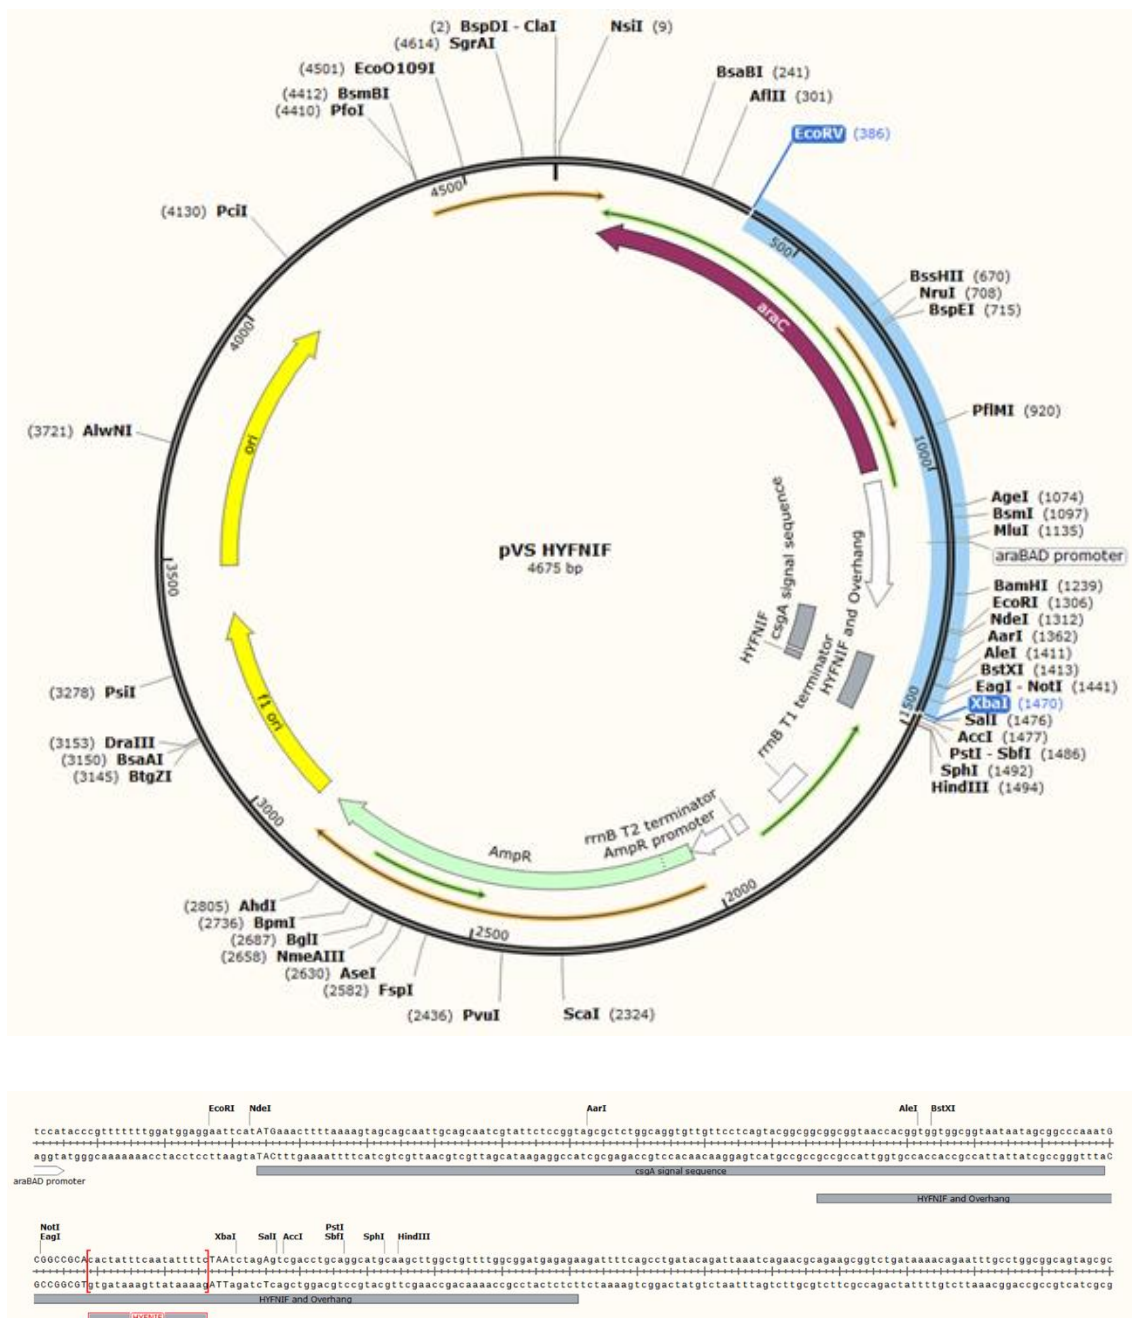 (2) BspDI - ClaI
NsiI (9)
(4614) SgrAI
(4501) EcoO109I
(4412) BsmBI
(4410) PfoI
BsaBI (241)
AflII (301)
EcoRV (386)
(4130) PciI
4500
500
araC
BssHII (670)
NruI (708)
BspEI (715)
4000
ori
(3721) AlwNI
PflMI (920)
1000
AgeI (1074)
BsmI (1097)
MluI (1135)
araBAD promoter
pVS HYFNIF
4675 bp
csgA signal sequence
HYFNIF
HYFNIF and Overhang
BamHI (1239)
EcoRI (1306)
NdeI (1312)
AarI (1362)
AleI (1411)
BstXI (1413)
EagI - NotI (1441)
XbaI (1470)
1500
SalI (1476)
AccI (1477)
PstI - SbfI (1486)
SphI (1492)
HindIII (1494)
3500
(3278) PsiI
f1 ori
(3153) DraIII
(3150) BsaAI
(3145) BtgZI
3000
rrnB T1 terminator
rrnB T2 terminator
AmpR promoter
AmpR
2000
(2805) AhdI
(2736) BpmI
(2687) BglI
(2658) NmeAIII
(2630) AseI
(2582) FspI
2500
(2436) PvuI
ScaI (2324)
EcoRI NdeI AarI AleI BstXI
tccatacccgtttttttggatggaggaattcatATGaaacttttaaaagtagcagcaattgcagcaatcgtattctccggtagcgctctggcaggtgttgttcctcagtacggcggcggcggtaaccacggtggtggcggtaataatagcggcccaaatG
aggtatgggcaaaaaaacctacctccttaagtaTACtttgaaaattttcatcgtcgttaacgtcgttagcataagaggccatcgcgagaccgtccacaacaaggagtcatgccgccgccgccattggtgccaccaccgccattattatcgccgggtttaC
araBAD promoter
csgA signal sequence
HYFNIF and Overhang
NotI
EagI
XbaI SalI AccI
PstI
SbfI
SphI HindIII
CGGCCGCAcactatttcaatattttcTAAtctagAgtcgacctgcaggcatgcaagcttggctgttttggcggatgagagaagattttcagcctgatacagattaaatcagaacgcagaagcggtctgataaaacagaatttgcctggcggcagtagcgc
GCCGGCGTgtgataaagttataaaagATTagatctCagctggacgtccgtacgttcgaaccgacaaaaccgcctactctcttctaaaagtcggactatgtctaatttagtcttgcgtcttcgccagactattttgtcttaaacggaccgccgtcatcgcg
HYFNIF and Overhang
HYFNIF